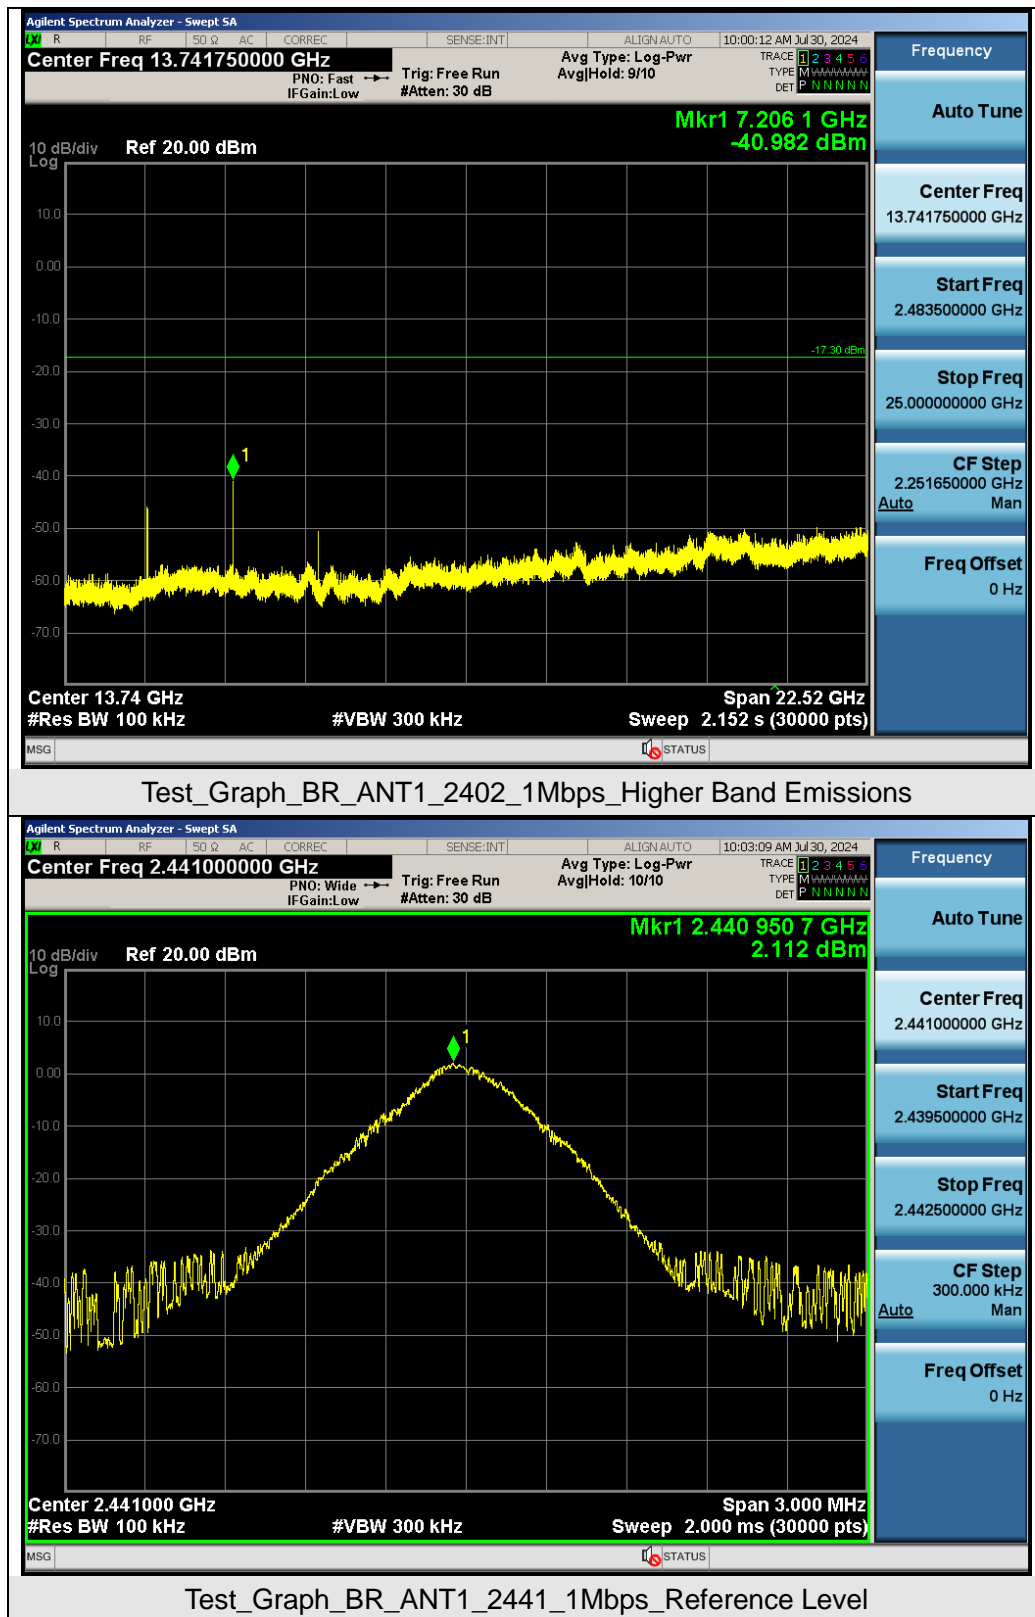 Agilent Spectrum Analyzer - Swept SA
LXI R RF 50 Ω AC CORREC SENSE:INT ALIGN AUTO 10:00:12 AM Jul 30, 2024
Center Freq 13.741750000 GHz
PNO: Fast
IFGain:Low
Trig: Free Run
#Atten: 30 dB
Avg Type: Log-Pwr
Avg|Hold: 9/10
TRACE 1 2 3 4 5 6
TYPE M
DET P N N N N N
Mkr1 7.206 1 GHz
-40.982 dBm
10 dB/div Ref 20.00 dBm
Log
10.0
0.00
-10.0
-17.30 dBm
-20.0
-30.0
1
-40.0
-50.0
-60.0
-70.0
Center 13.74 GHz Span 22.52 GHz
#Res BW 100 kHz #VBW 300 kHz Sweep 2.152 s (30000 pts)
MSG STATUS
Frequency
Auto Tune
Center Freq
13.741750000 GHz
Start Freq
2.483500000 GHz
Stop Freq
25.000000000 GHz
CF Step
2.251650000 GHz
Auto Man
Freq Offset
0 Hz
Test_Graph_BR_ANT1_2402_1Mbps_Higher Band Emissions
Agilent Spectrum Analyzer - Swept SA
LXI R RF 50 Ω AC CORREC SENSE:INT ALIGN AUTO 10:03:09 AM Jul 30, 2024
Center Freq 2.441000000 GHz
PNO: Wide
IFGain:Low
Trig: Free Run
#Atten: 30 dB
Avg Type: Log-Pwr
Avg|Hold: 10/10
TRACE 1 2 3 4 5 6
TYPE M
DET P N N N N N
Mkr1 2.440 950 7 GHz
2.112 dBm
10 dB/div Ref 20.00 dBm
Log
10.0
1
0.00
-10.0
-20.0
-30.0
-40.0
-50.0
-60.0
-70.0
Center 2.441000 GHz Span 3.000 MHz
#Res BW 100 kHz #VBW 300 kHz Sweep 2.000 ms (30000 pts)
MSG STATUS
Frequency
Auto Tune
Center Freq
2.441000000 GHz
Start Freq
2.439500000 GHz
Stop Freq
2.442500000 GHz
CF Step
300.000 kHz
Auto Man
Freq Offset
0 Hz
Test_Graph_BR_ANT1_2441_1Mbps_Reference Level